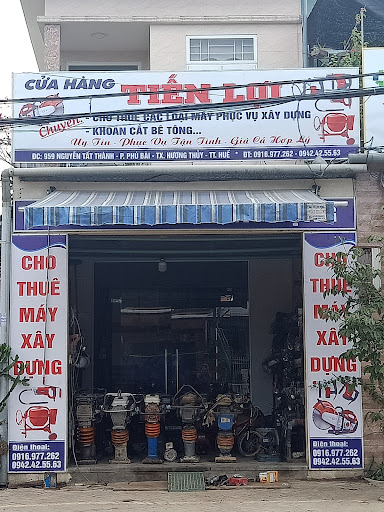 CỬA HÀNG TIẾN LỢI
Chuyên: - CHO THUÊ CÁC LOẠI MÁY PHỤC VỤ XÂY DỰNG
- KHOAN CẮT BÊ TÔNG...
Uy Tín - Phục Vụ Tận Tình - Giá Cả Hợp Lý
ĐC: 959 NGUYỄN TẤT THÀNH - P. PHÚ BÀI - TX. HƯƠNG THỦY - TT. HUẾ * ĐT: 0916.977.262 - 0942.42.55.63
CHO
THUÊ
MÁY
XÂY
DỰNG
Điện thoại:
0916.977.262
0942.42.55.63
CHO
THUÊ
MÁY
XÂY
DỰNG
Điện thoại:
0916.977.262
0942.42.55.63